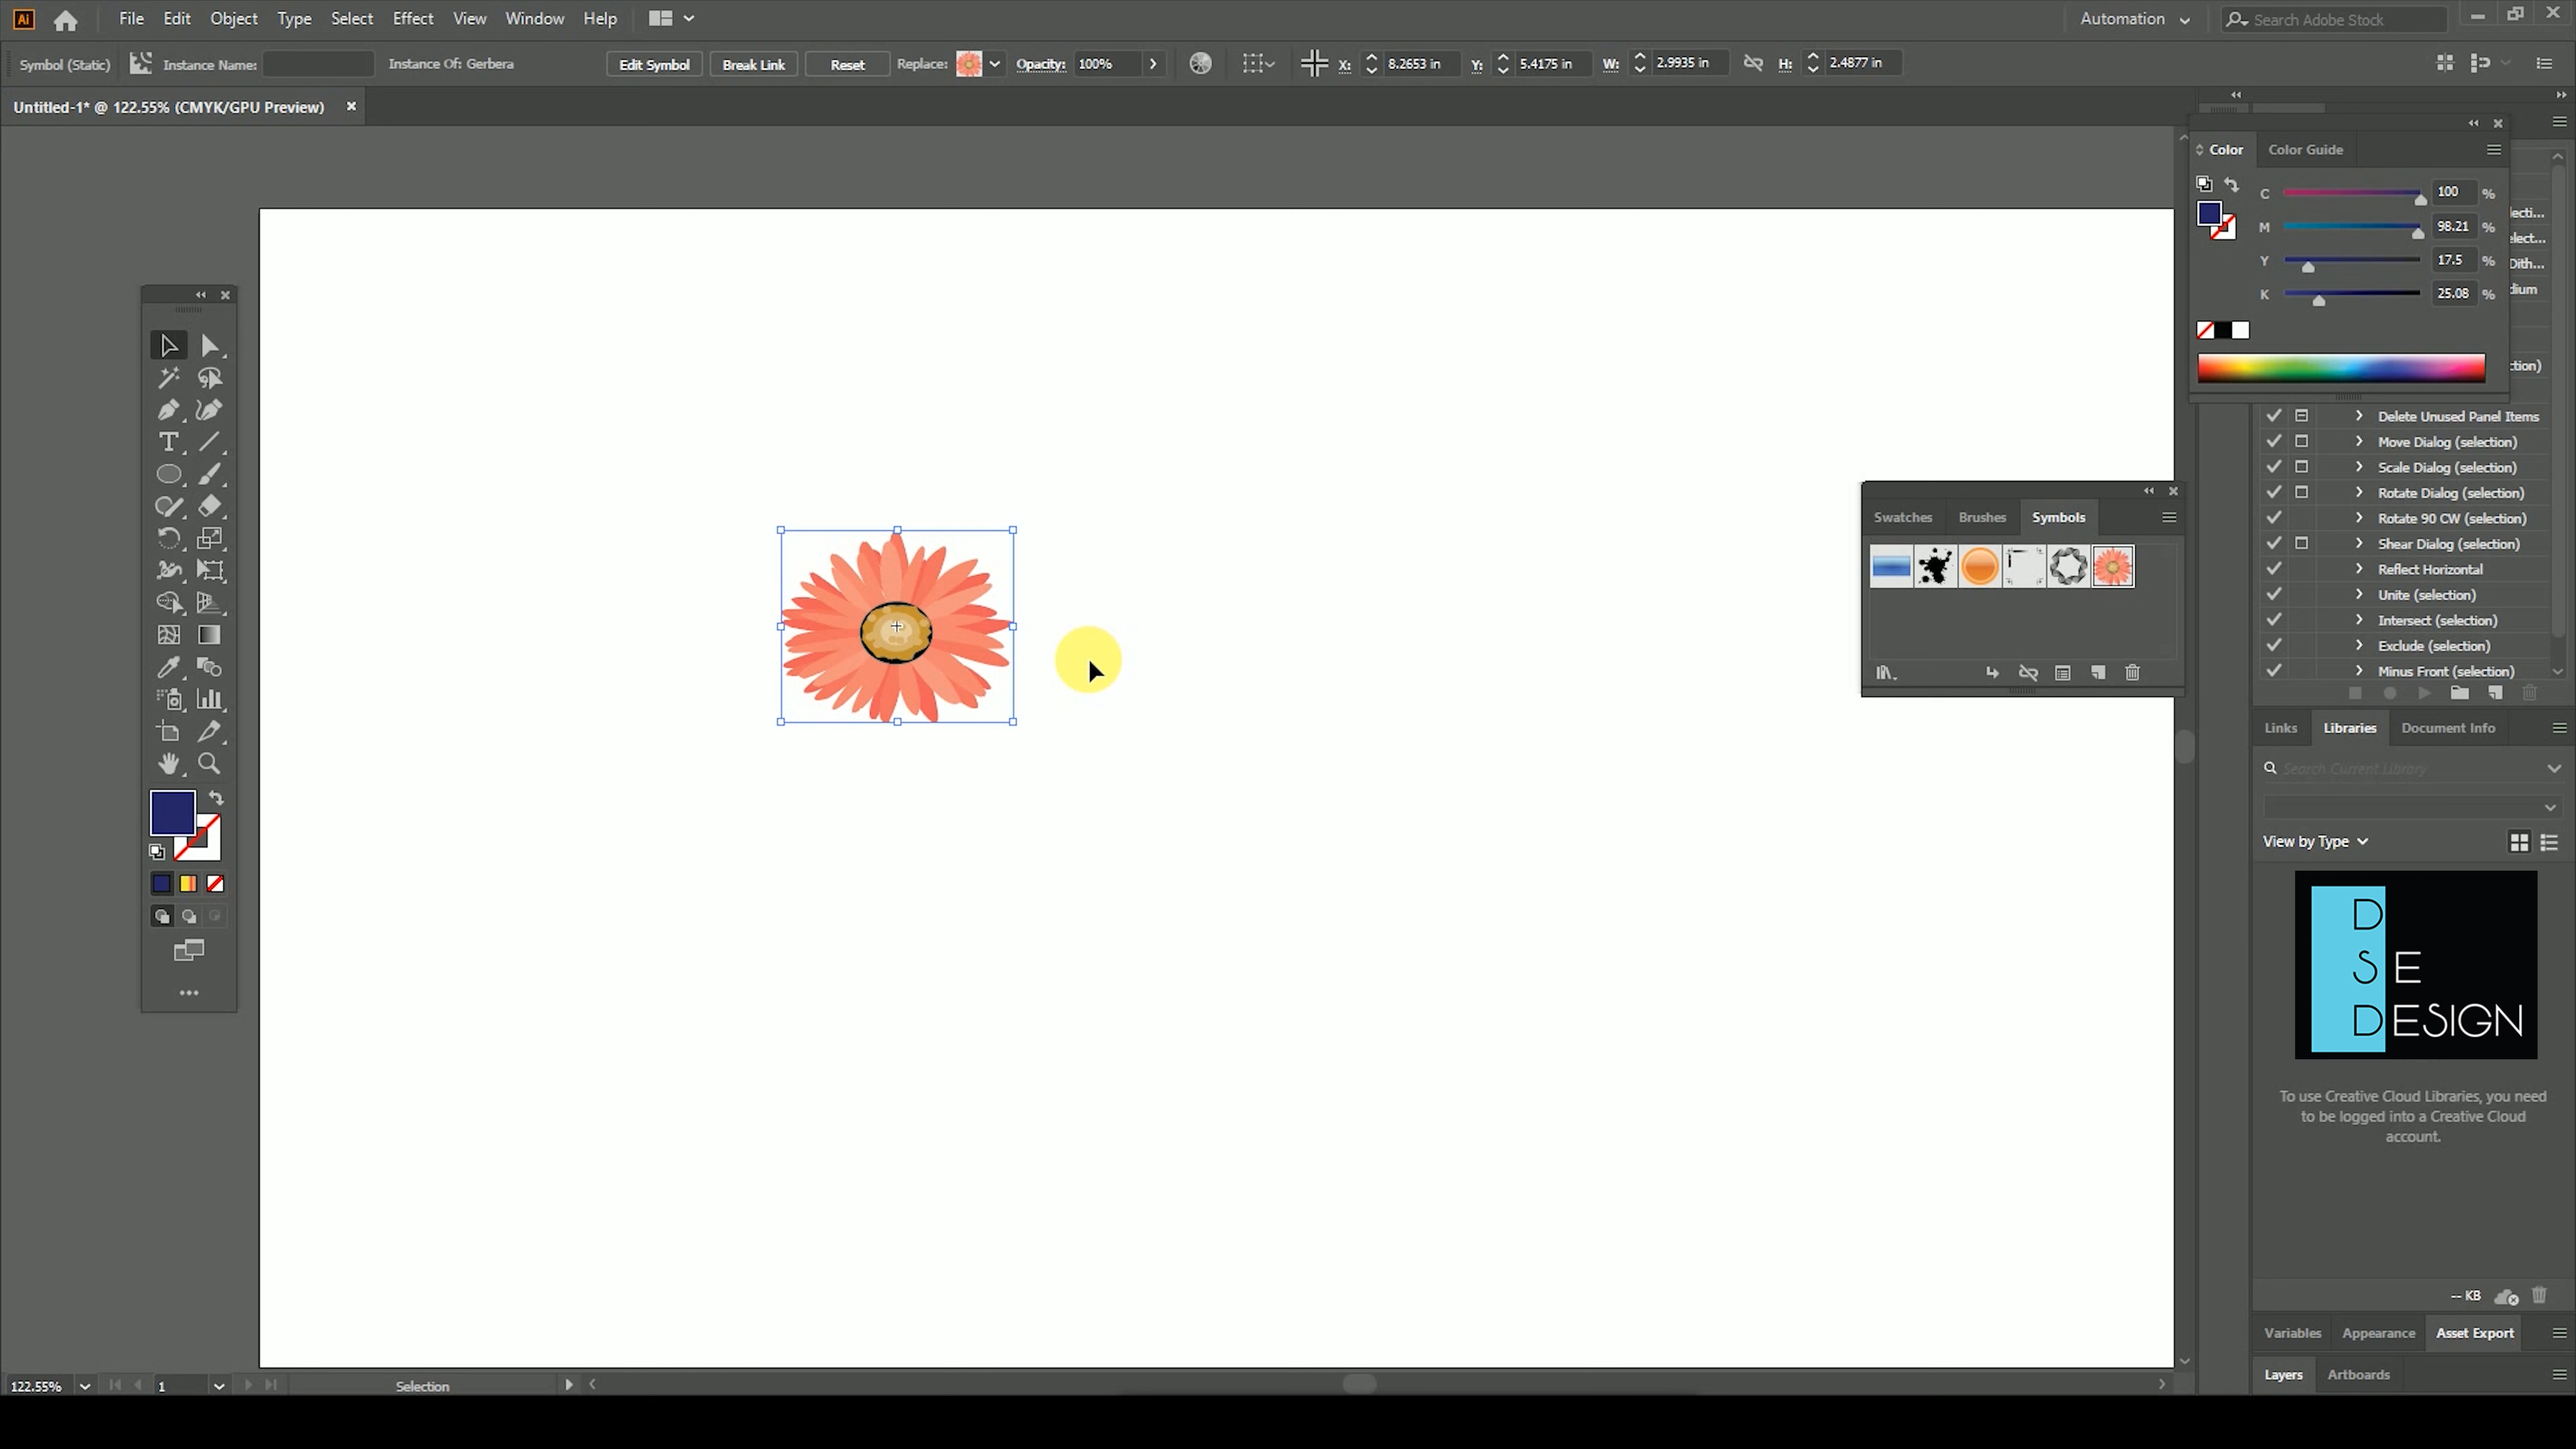 Ai File Edit Object Type Select Effect View Window Help Automation Search Adobe Stock
Symbol (Static) Instance Name: Instance Of: Gerbera Edit Symbol Break Link Reset Replace: Opacity: 100% X: 8.2653 in Y: 5.4175 in W: 2.9935 in H: 2.4877 in
Untitled-1* @ 122.55% (CMYK/GPU Preview)
Color Color Guide
C 100 %
M 98.21 %
Y 17.5 %
K 25.08 %
lecti...
elect...
Dith...
dium
ction)
Delete Unused Panel Items
Move Dialog (selection)
Scale Dialog (selection)
Rotate Dialog (selection)
Rotate 90 CW (selection)
Shear Dialog (selection)
Reflect Horizontal
Unite (selection)
Intersect (selection)
Exclude (selection)
Minus Front (selection)
Swatches Brushes Symbols
Links Libraries Document Info
Search Current Library
View by Type
D
S E
DESIGN
To use Creative Cloud Libraries, you need
to be logged into a Creative Cloud
account.
-- KB
Variables Appearance Asset Export
Layers Artboards
122.55% 1 Selection